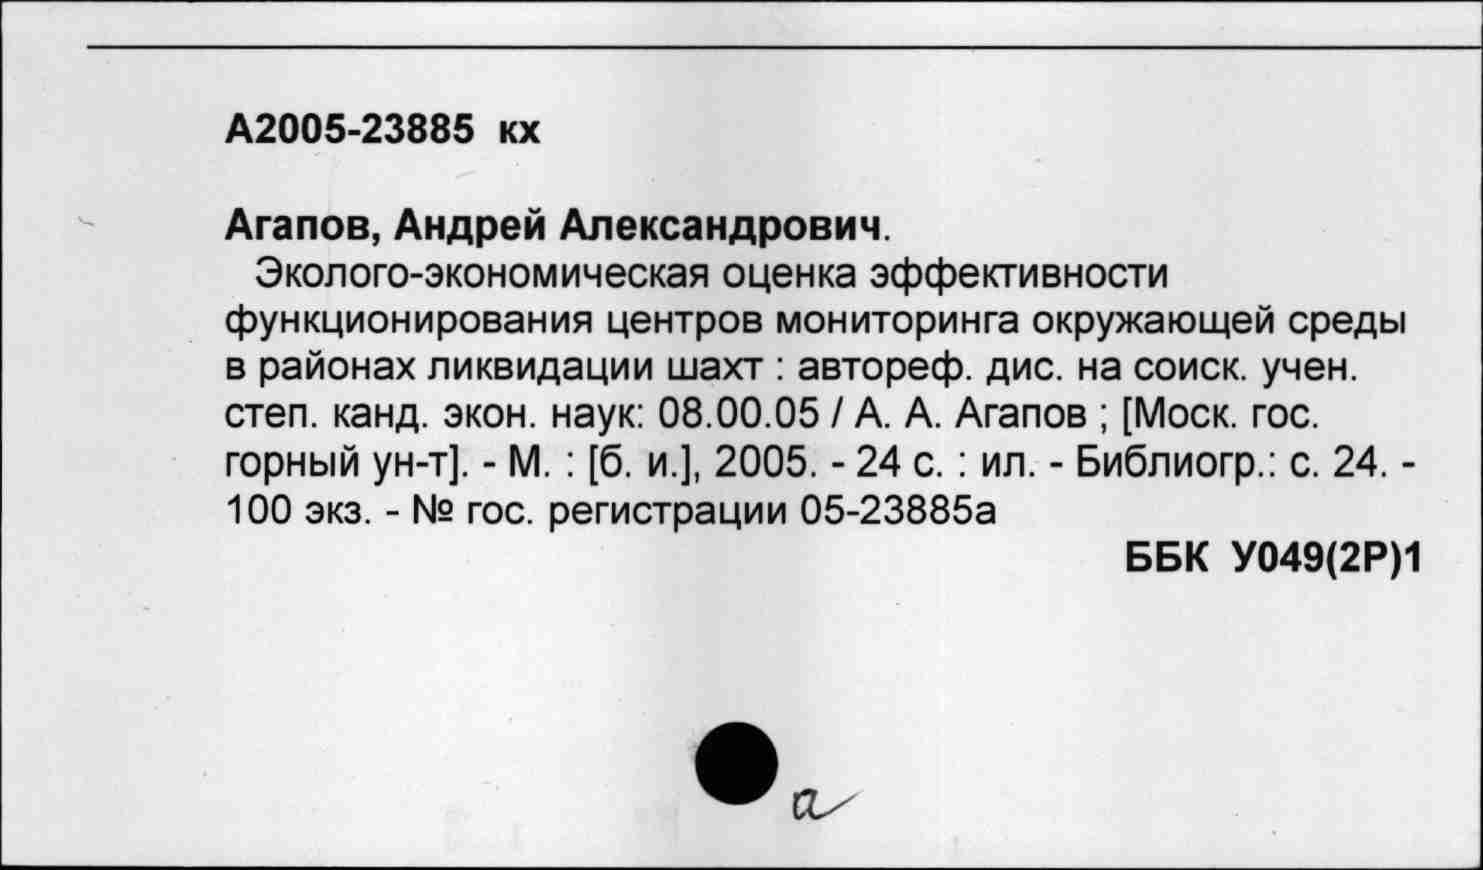 А2005-23885 кх
Агапов, Андрей Александрович.
Эколого-экономическая оценка эффективности
функционирования центров мониторинга окружающей среды
в районах ликвидации шахт : автореф. дис. на соиск. учен.
степ. канд. экон. наук: 08.00.05 / А. А. Агапов ; [Моск. гос.
горный ун-т]. - М. : [б. и.], 2005. - 24 с. : ил. - Библиогр.: с. 24. -
100 экз. - № гос. регистрации 05-23885а
ББК У049(2Р)1
а